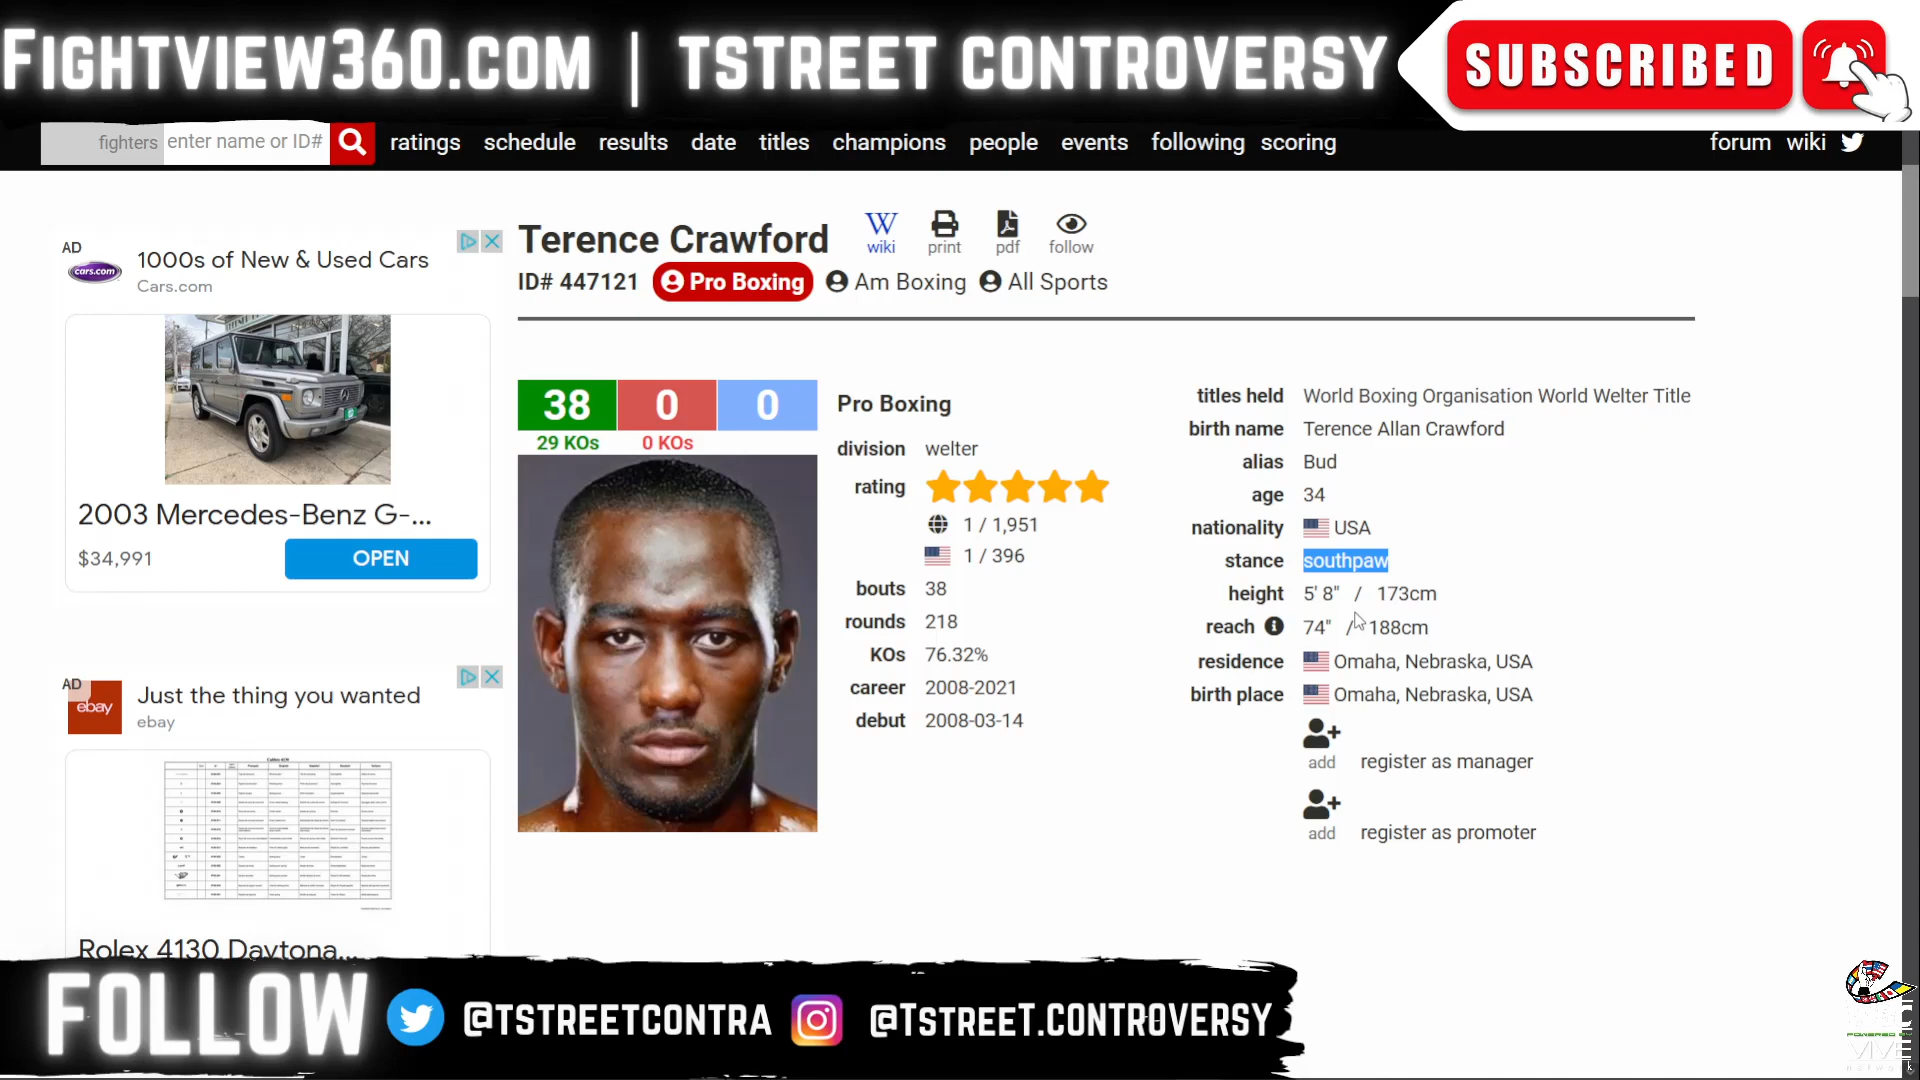 FIGHTVIEW360.COM | TSTREET CONTROVERSY
SUBSCRIBED
fighters enter name or ID# ratings schedule results date titles champions people events following scoring forum wiki
AD
1000s of New & Used Cars
cars.com
Cars.com
2003 Mercedes-Benz G-...
$34,991 OPEN
AD
Just the thing you wanted
ebay
ebay
Rolex 4130 Daytona...
Terence Crawford
W
wiki print pdf follow
ID# 447121 Pro Boxing Am Boxing All Sports
38 0 0
29 KOs 0 KOs
Pro Boxing
division welter
rating
1 / 1,951
1 / 396
bouts 38
rounds 218
KOs 76.32%
career 2008-2021
debut 2008-03-14
titles held World Boxing Organisation World Welter Title
birth name Terence Allan Crawford
alias Bud
age 34
nationality USA
stance southpaw
height 5' 8" / 173cm
reach 74" / 188cm
residence Omaha, Nebraska, USA
birth place Omaha, Nebraska, USA
add register as manager
add register as promoter
FOLLOW @TSTREETCONTRA @TSTREET.CONTROVERSY